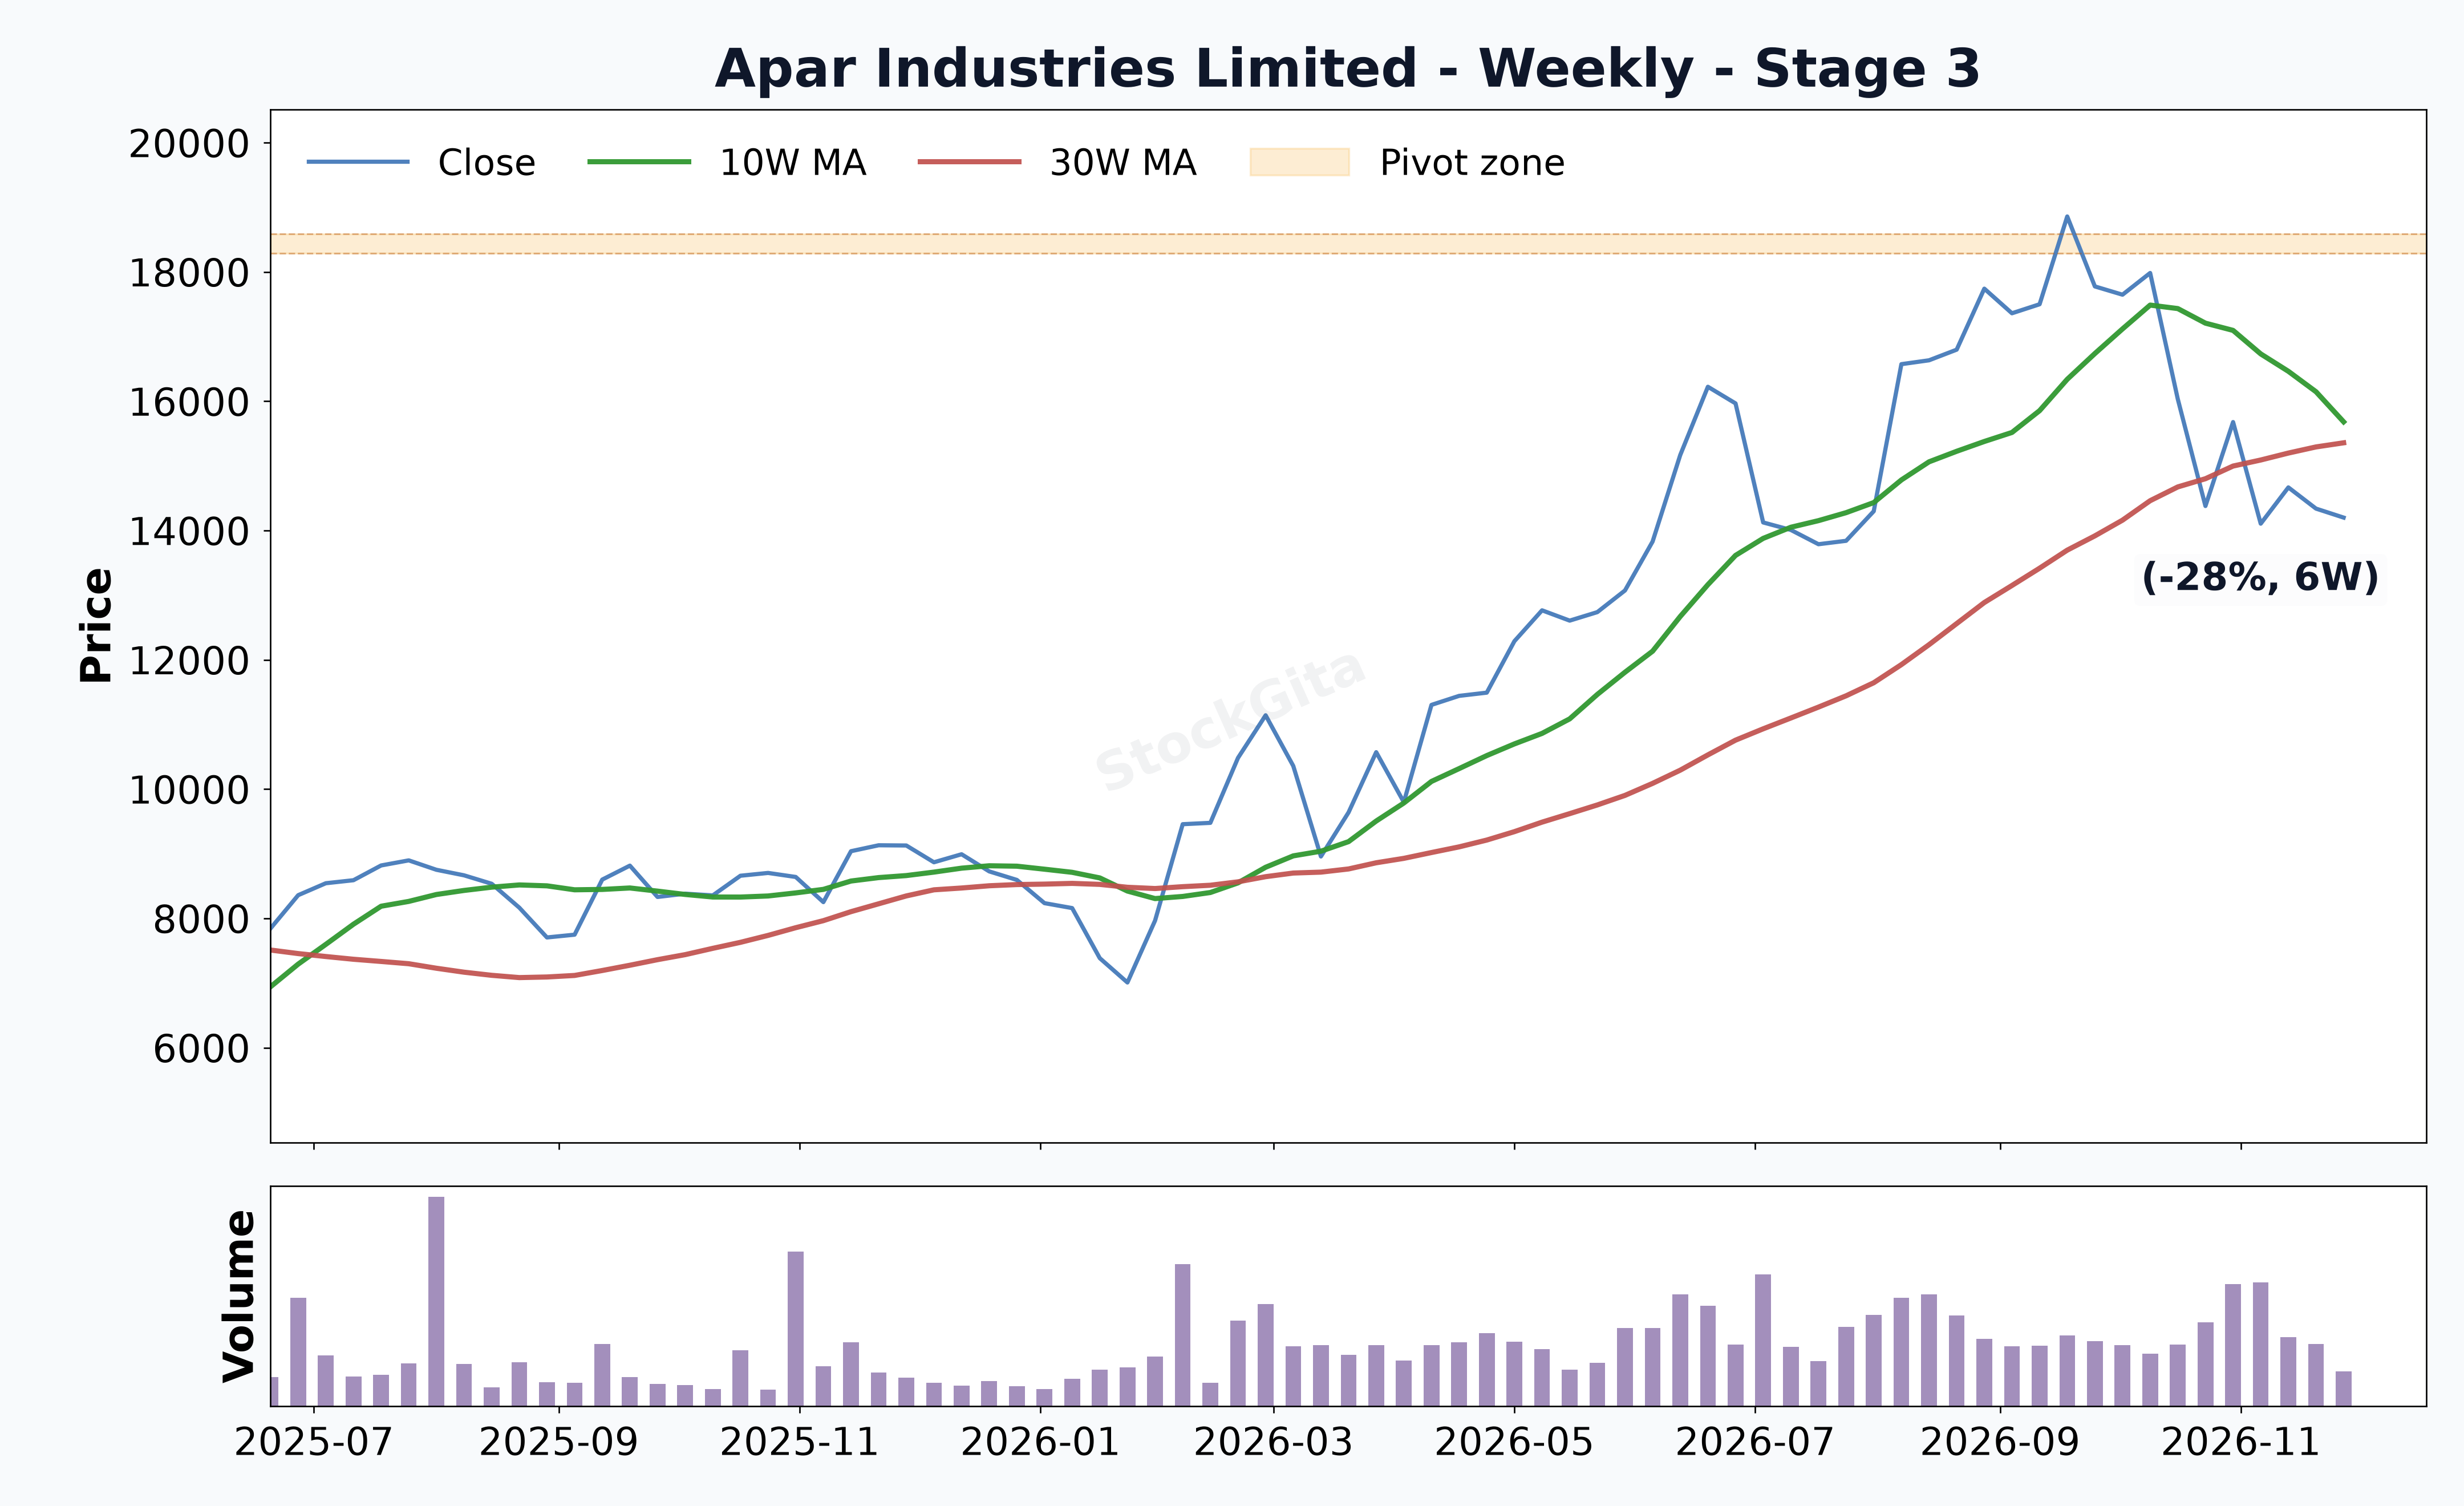 Apar Industries Limited - Weekly - Stage 3
Close 10W MA 30W MA Pivot zone
20000
18000
16000
14000
12000
10000
8000
6000
Price
(-28%, 6W)
StockGita
Volume
2025-07 2025-09 2025-11 2026-01 2026-03 2026-05 2026-07 2026-09 2026-11